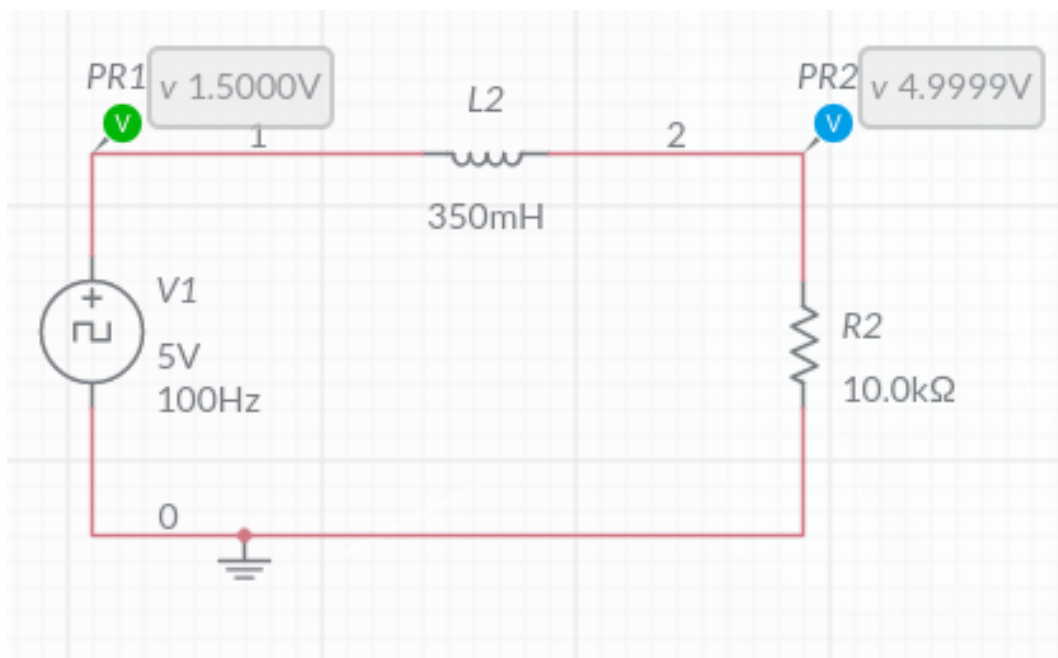 PR1
v 1.5000V
L2
PR2
v 4.9999V
V
V
1
2
350mH
V1
5V
100Hz
R2
10.0kΩ
0